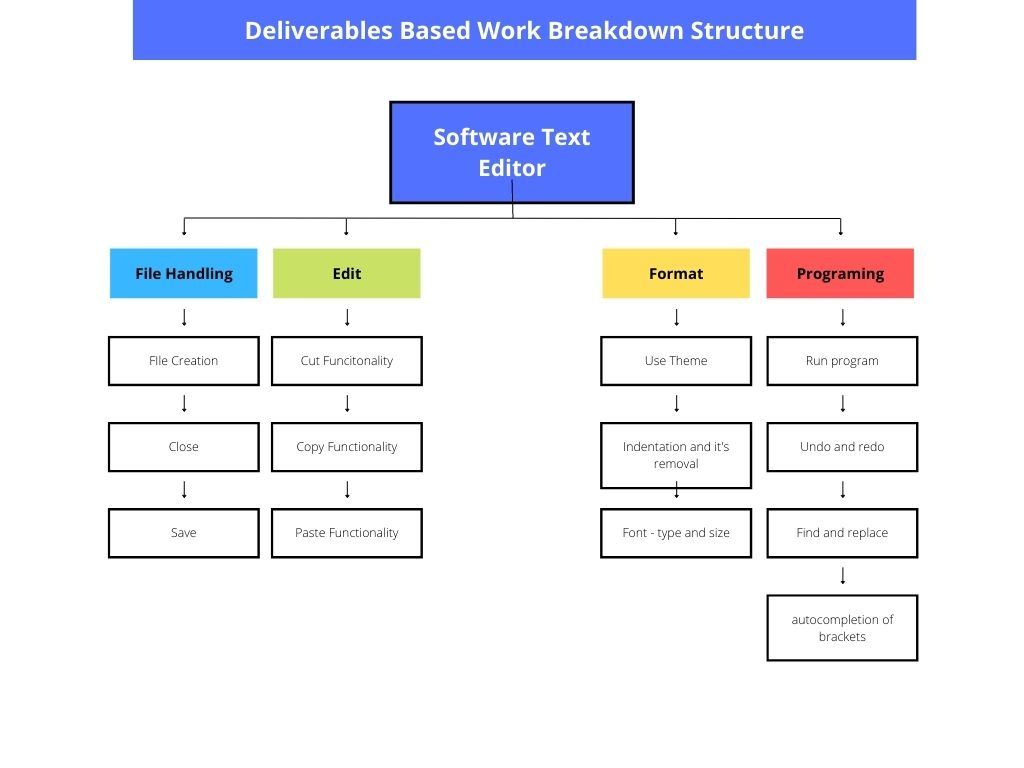 Deliverables Based Work Breakdown Structure
Software Text
Editor
File Handling
Edit
Format
Programing
FIle Creation
Cut Funcitonality
Use Theme
Run program
Close
Copy Functionality
Indentation and it's
removal
Undo and redo
Save
Paste Functionality
Font - type and size
Find and replace
autocompletion of
brackets